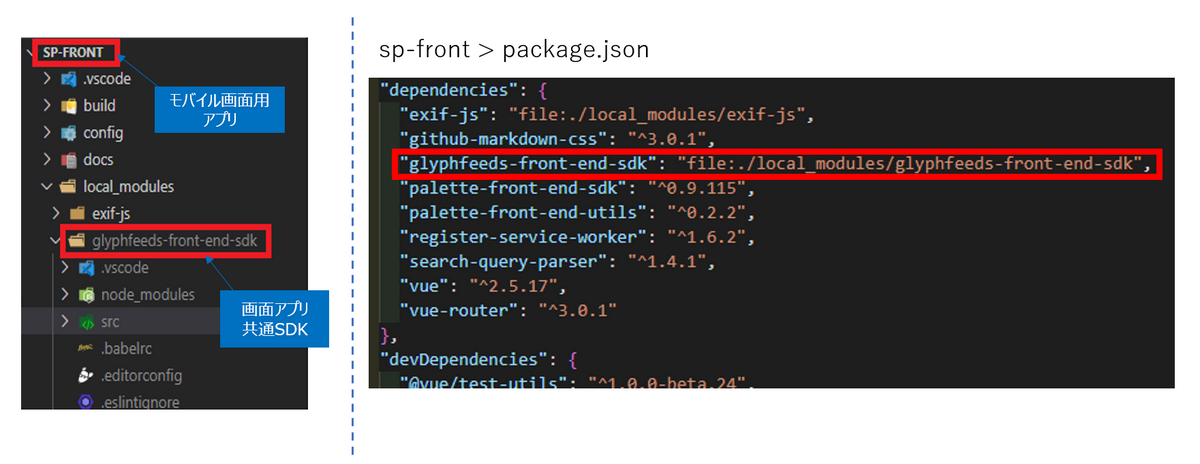 SP-FRONT
.vscode
build
config
docs
local_modules
exif-js
glyphfeeds-front-end-sdk
.vscode
node_modules
src
.babelrc
.editorconfig
.eslintignore
モバイル画面用
アプリ
画面アプリ
共通SDK
sp-front > package.json
"dependencies": {
"exif-js": "file:./local_modules/exif-js",
"github-markdown-css": "^3.0.1",
"glyphfeeds-front-end-sdk": "file:./local_modules/glyphfeeds-front-end-sdk",
"palette-front-end-sdk": "^0.9.115",
"palette-front-end-utils": "^0.2.2",
"register-service-worker": "^1.6.2",
"search-query-parser": "^1.4.1",
"vue": "^2.5.17",
"vue-router": "^3.0.1"
},
"devDependencies": {
"@vue/test-utils": "^1.0.0-beta.24",